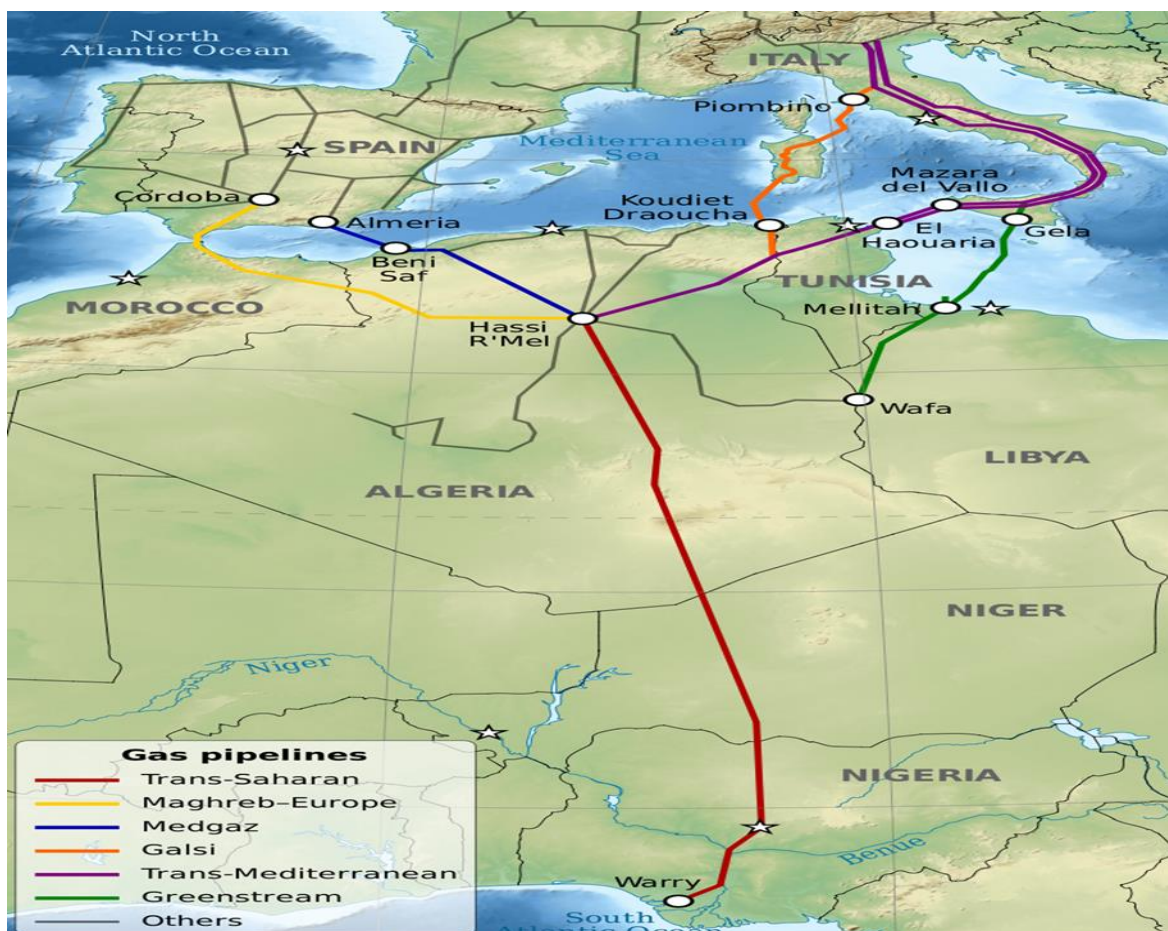 North
Atlantic Ocean
ITALY
Piombino
Mediterranean
Sea
SPAIN
Cordoba
Almeria
Koudiet
Draoucha
Mazara
del Vallo
El
Haouaria
Gela
Beni
Saf
MOROCCO
TUNISIA
Mellitah
Hassi
R'Mel
Wafa
LIBYA
ALGERIA
NIGER
Niger
NIGERIA
Benue
Warry
South
Atlantic Ocean
Gas pipelines
Trans-Saharan
Maghreb–Europe
Medgaz
Galsi
Trans-Mediterranean
Greenstream
Others